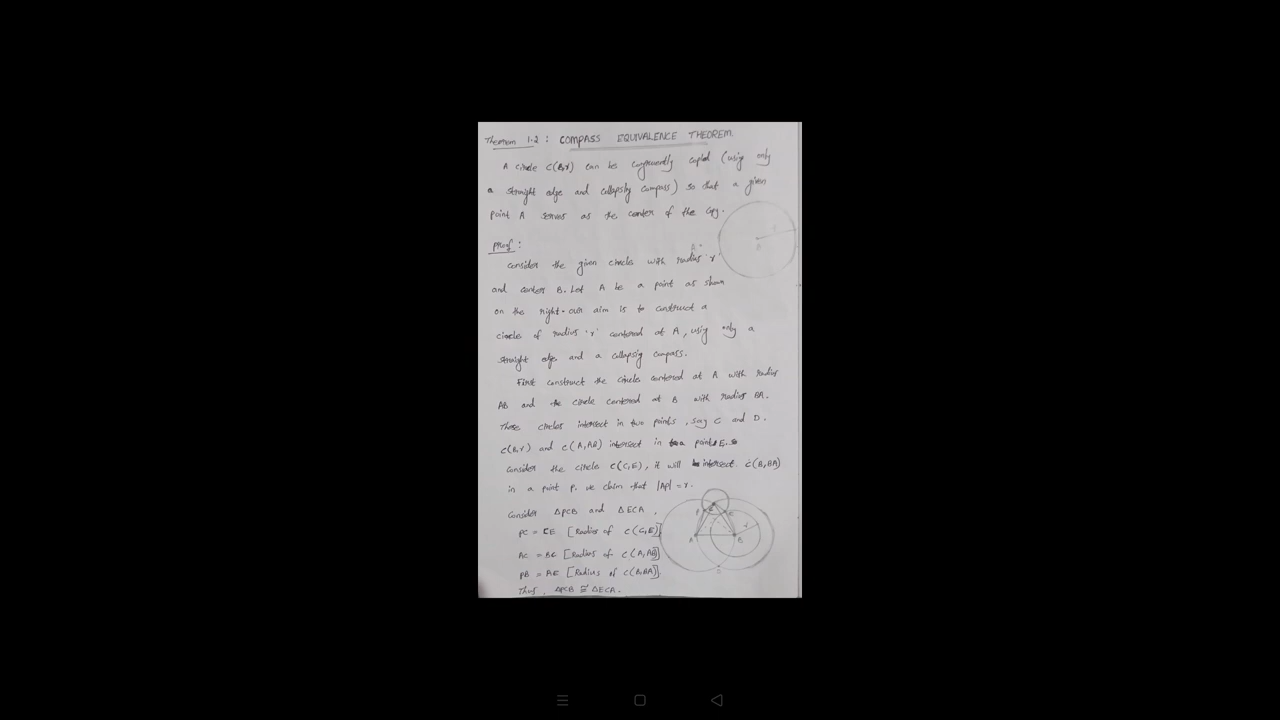 Theorem 1.2 : COMPASS EQUIVALENCE THEOREM.
A circle C(B,r) can be congruently copied (using only
a straight edge and collapsing compass) so that a given
point A serves as the center of the copy.
r
B
A
Proof :
Consider the given circles with radius 'r'
and center B. Let A be a point as shown
on the right. our aim is to construct a
circles of radius 'r' centered at A, using only a
straight edge and a collapsig compass.
First construct the circles centered at A with radius
AB and the circle centered at B with radius BA.
These circles intersect in two points, say C and D.
C(B,r) and C(A,AB) intersect in a point E.
Consider the circle C(C,E), it will intersect C(B,BA)
in a point P. we claim that |AP| = r.
Consider ΔPCB and ΔECA,
PC = CE [Radius of C(C,E)]
AC = BC [Radius of C(A,AB)]
PB = AE [Radius of C(B,BA)]
Thus, ΔPCB ≅ ΔECA.
P
C
E
A
B
r
D